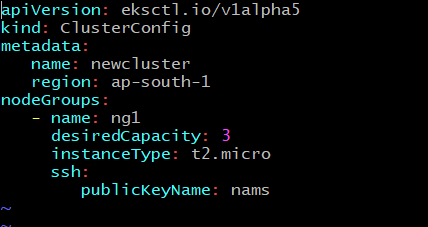 apiVersion: eksctl.io/v1alpha5
kind: ClusterConfig
metadata:
   name: newcluster
   region: ap-south-1
nodeGroups:
   - name: ng1
     desiredCapacity: 3
     instanceType: t2.micro
     ssh:
        publicKeyName: nams
~
~